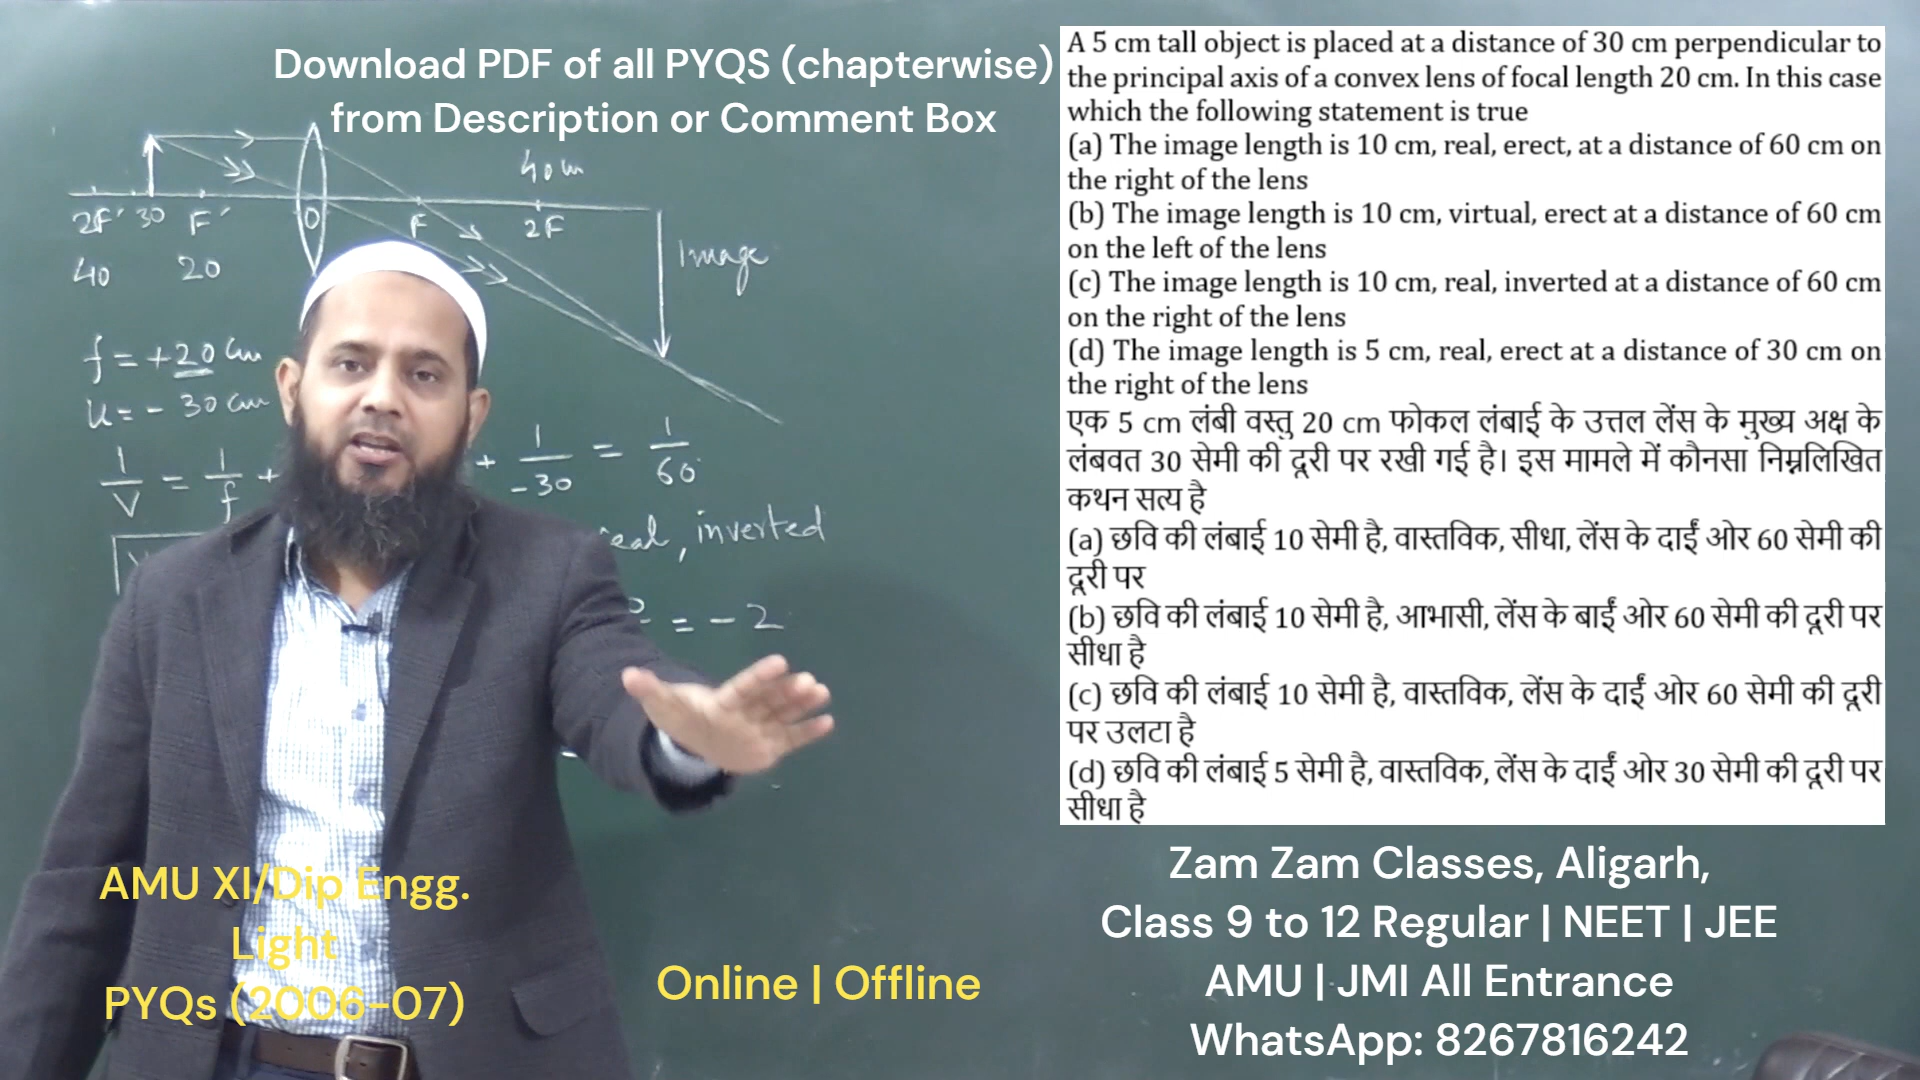 Download PDF of all PYQS (chapterwise)
from Description or Comment Box
40 cm
2F' 30 F' O F 2F
40 20
Image
f = +20 cm
u = - 30 cm
1/V = 1/f +
+ 1/-30 = 1/60
, inverted
= - 2
A 5 cm tall object is placed at a distance of 30 cm perpendicular to
the principal axis of a convex lens of focal length 20 cm. In this case
which the following statement is true
(a) The image length is 10 cm, real, erect, at a distance of 60 cm on
the right of the lens
(b) The image length is 10 cm, virtual, erect at a distance of 60 cm
on the left of the lens
(c) The image length is 10 cm, real, inverted at a distance of 60 cm
on the right of the lens
(d) The image length is 5 cm, real, erect at a distance of 30 cm on
the right of the lens
एक 5 cm लंबी वस्तु 20 cm फोकल लंबाई के उत्तल लेंस के मुख्य अक्ष के
लंबवत 30 सेमी की दूरी पर रखी गई है। इस मामले में कौनसा निम्नलिखित
कथन सत्य है
(a) छवि की लंबाई 10 सेमी है, वास्तविक, सीधा, लेंस के दाईं ओर 60 सेमी की
दूरी पर
(b) छवि की लंबाई 10 सेमी है, आभासी, लेंस के बाईं ओर 60 सेमी की दूरी पर
सीधा है
(c) छवि की लंबाई 10 सेमी है, वास्तविक, लेंस के दाईं ओर 60 सेमी की दूरी
पर उलटा है
(d) छवि की लंबाई 5 सेमी है, वास्तविक, लेंस के दाईं ओर 30 सेमी की दूरी पर
सीधा है
AMU XI/Dip Engg.
Light
PYQs (2006-07)
Online | Offline
Zam Zam Classes, Aligarh,
Class 9 to 12 Regular | NEET | JEE
AMU | JMI All Entrance
WhatsApp: 8267816242